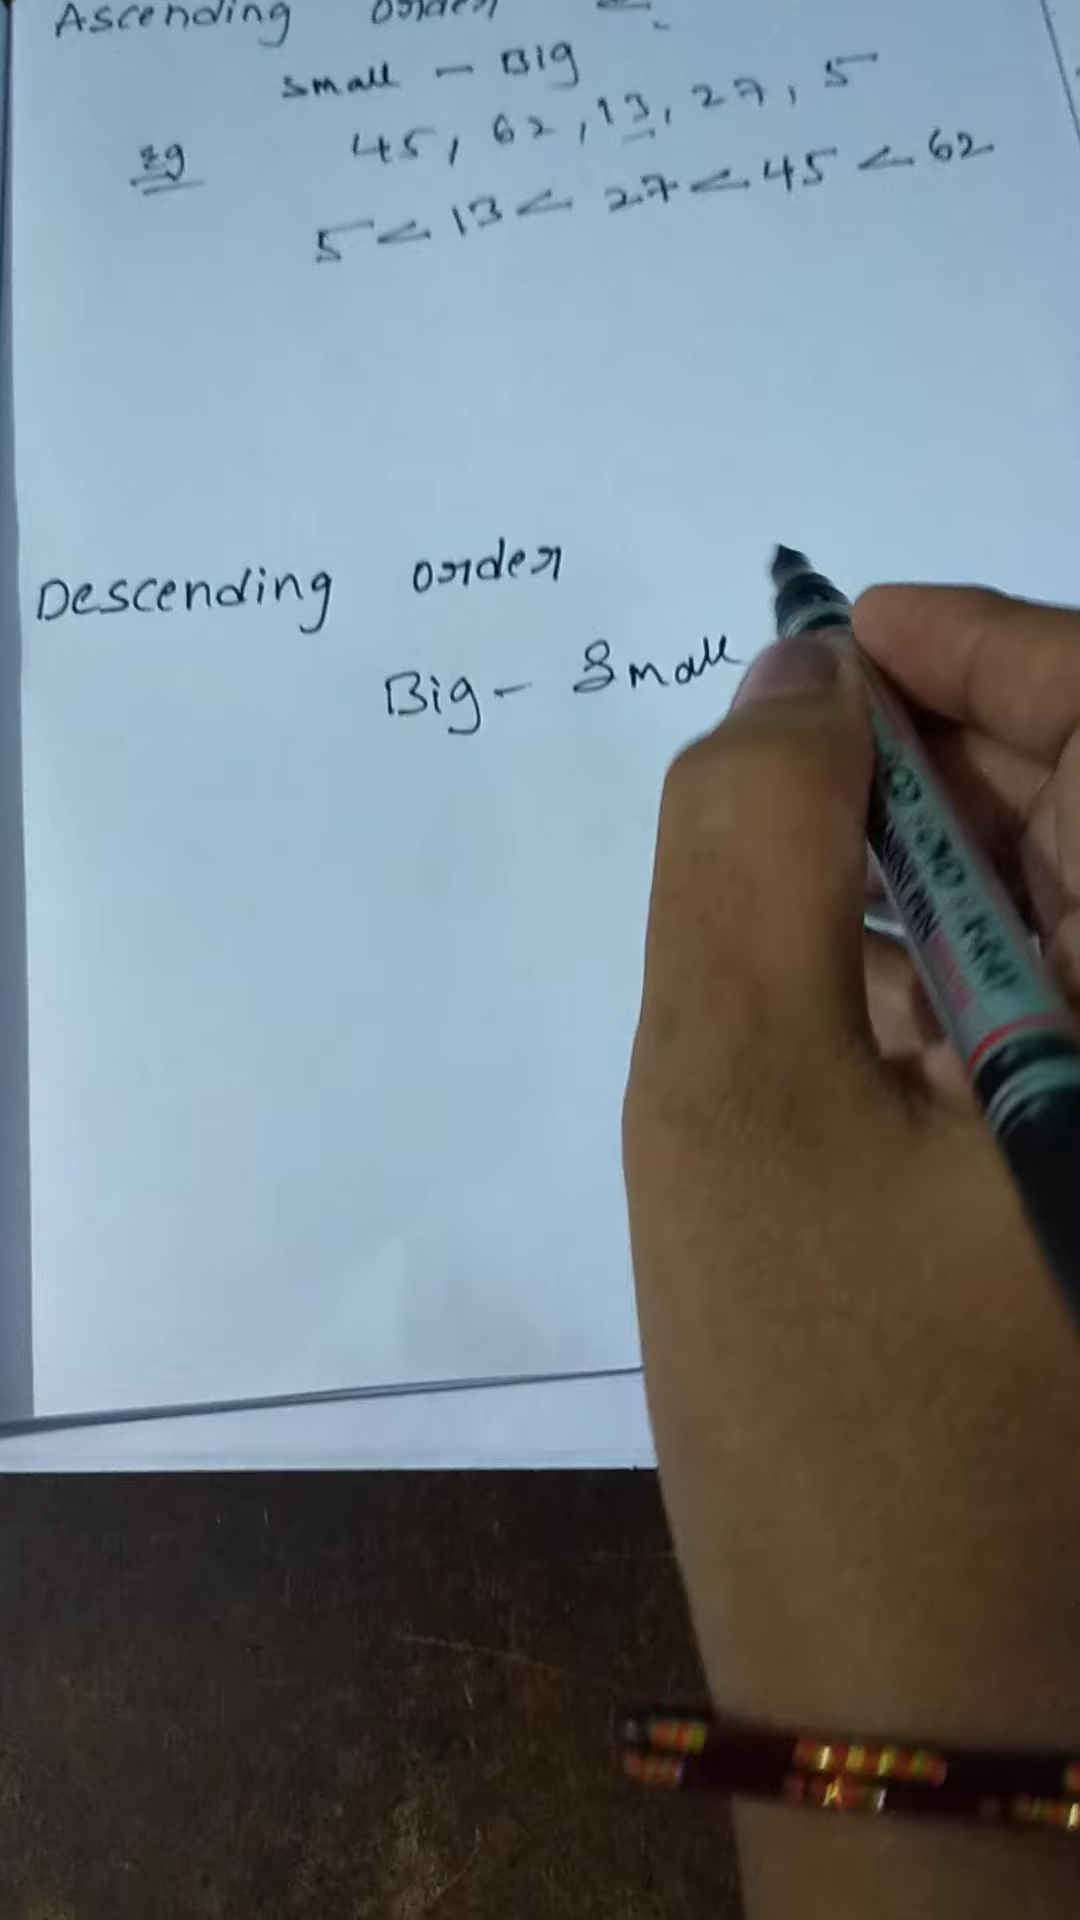 Ascending order <
Small - Big
Eg 45, 62, 13, 27, 5
5 < 13 < 27 < 45 < 62
Descending order
Big - Small